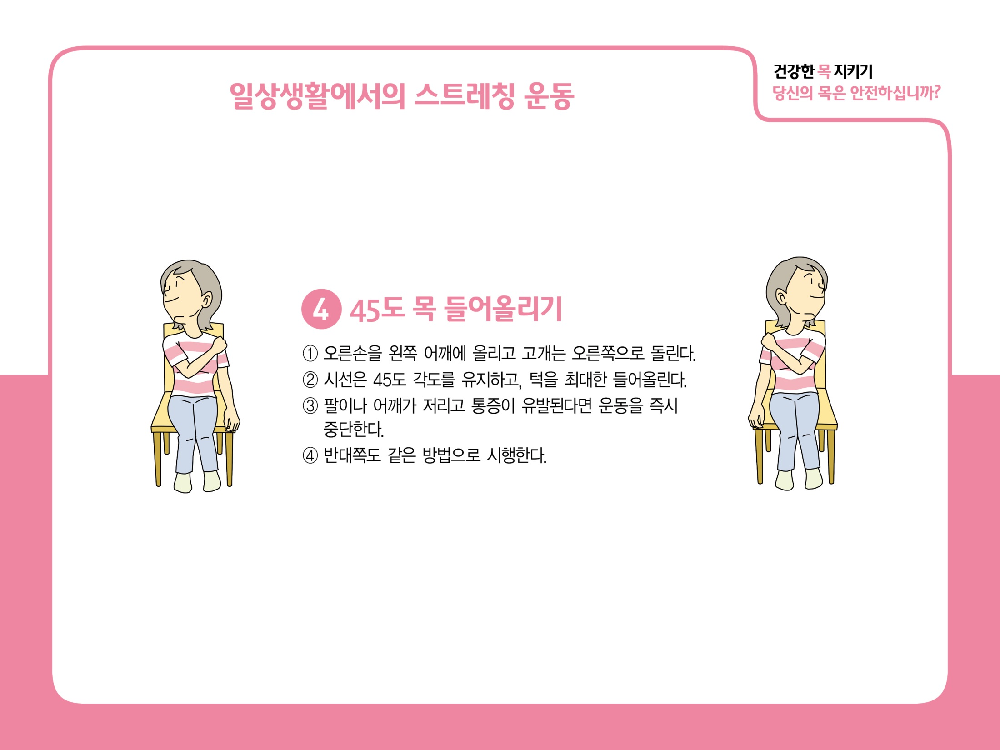 건강한 목 지키기
당신의 목은 안전하십니까?
일상생활에서의 스트레칭 운동
4 45도 목 들어올리기
① 오른손을 왼쪽 어깨에 올리고 고개는 오른쪽으로 돌린다.
② 시선은 45도 각도를 유지하고, 턱을 최대한 들어올린다.
③ 팔이나 어깨가 저리고 통증이 유발된다면 운동을 즉시
중단한다.
④ 반대쪽도 같은 방법으로 시행한다.